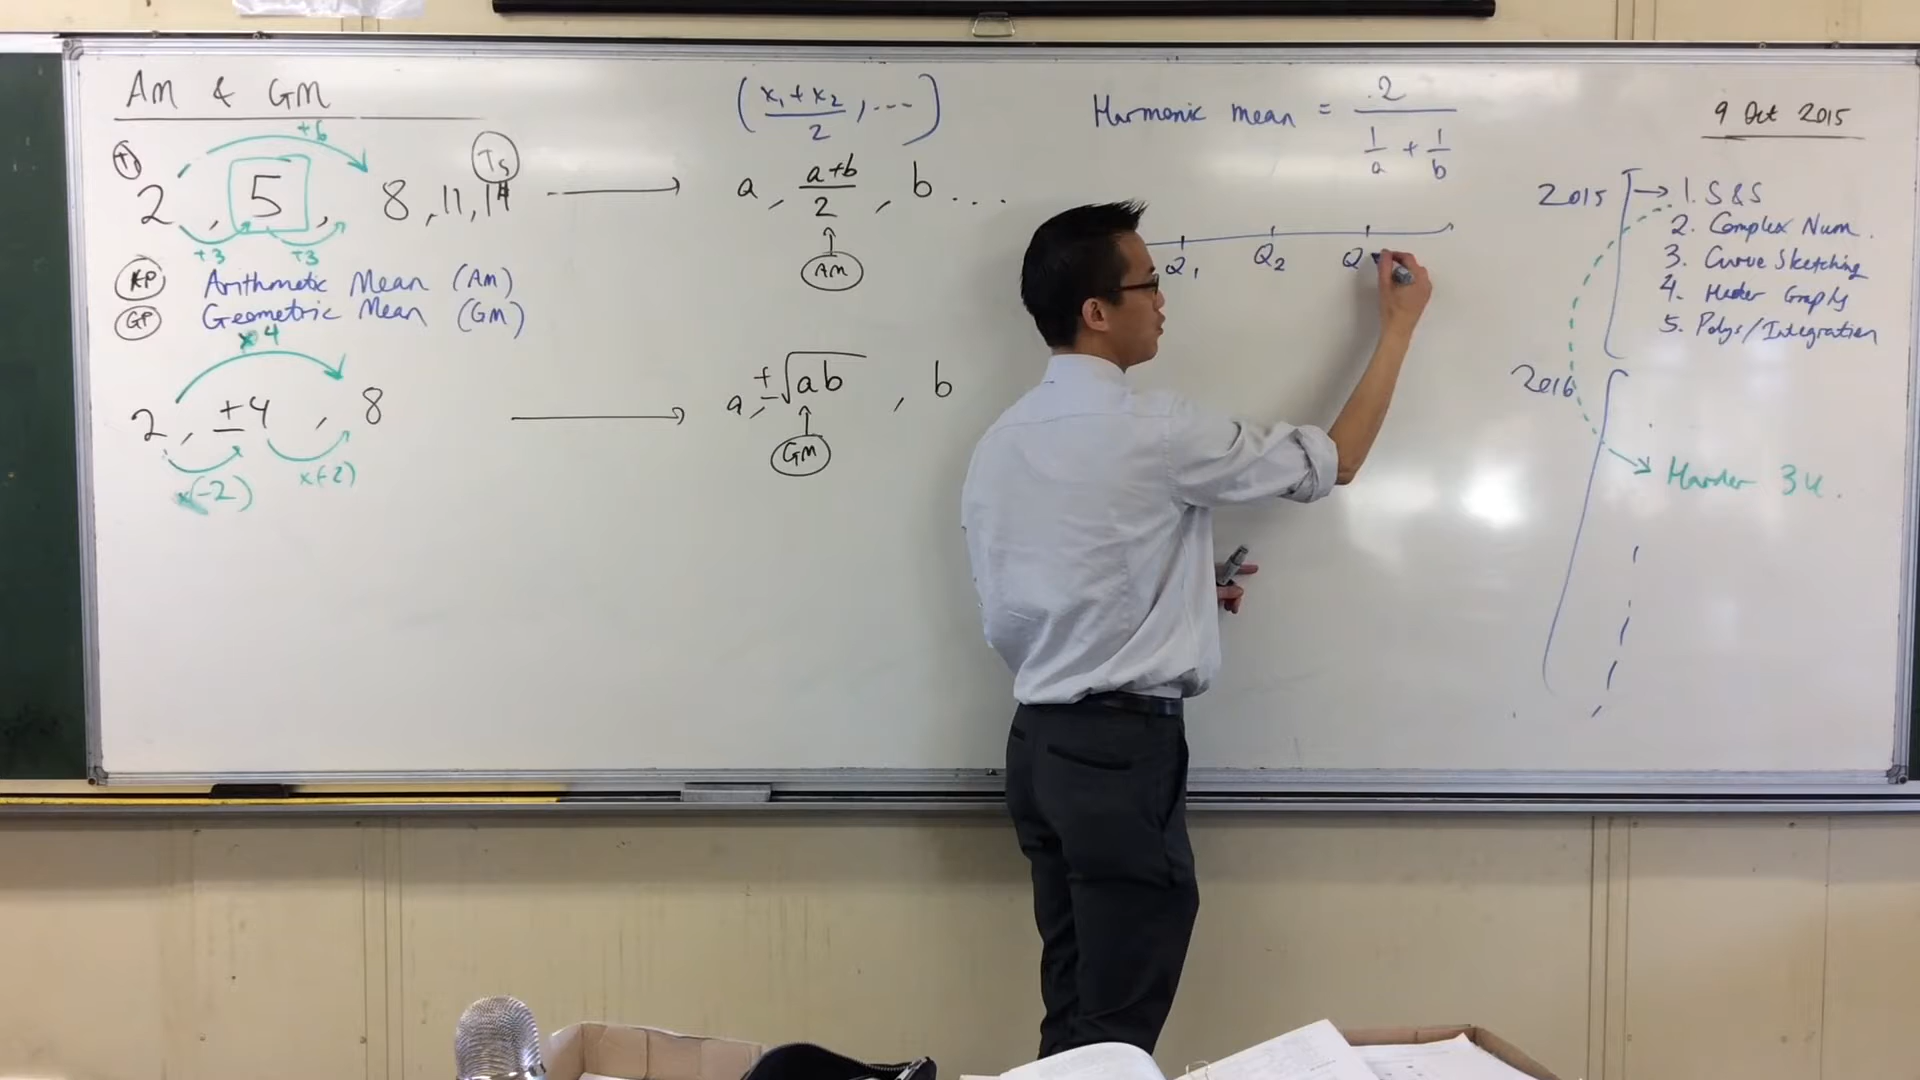 AM & GM
+6
T1
T5
2, 5, 8, 11, 14
+3 +3
AP Arithmetic Mean (AM)
GP Geometric Mean (GM)
×4
2, ±4, 8
×(-2) ×(-2)
(x₁+x₂/2, ...)
a, a+b/2, b ...
AM
a, ±√ab, b
GM
Harmonic mean = 2/(1/a + 1/b)
Q₁ Q₂ Q
9 Oct 2015
2015
1. S&S
2. Complex Num.
3. Curve Sketching
4. Harder Graphs
5. Polys/Integration
2016
Harder 3U.